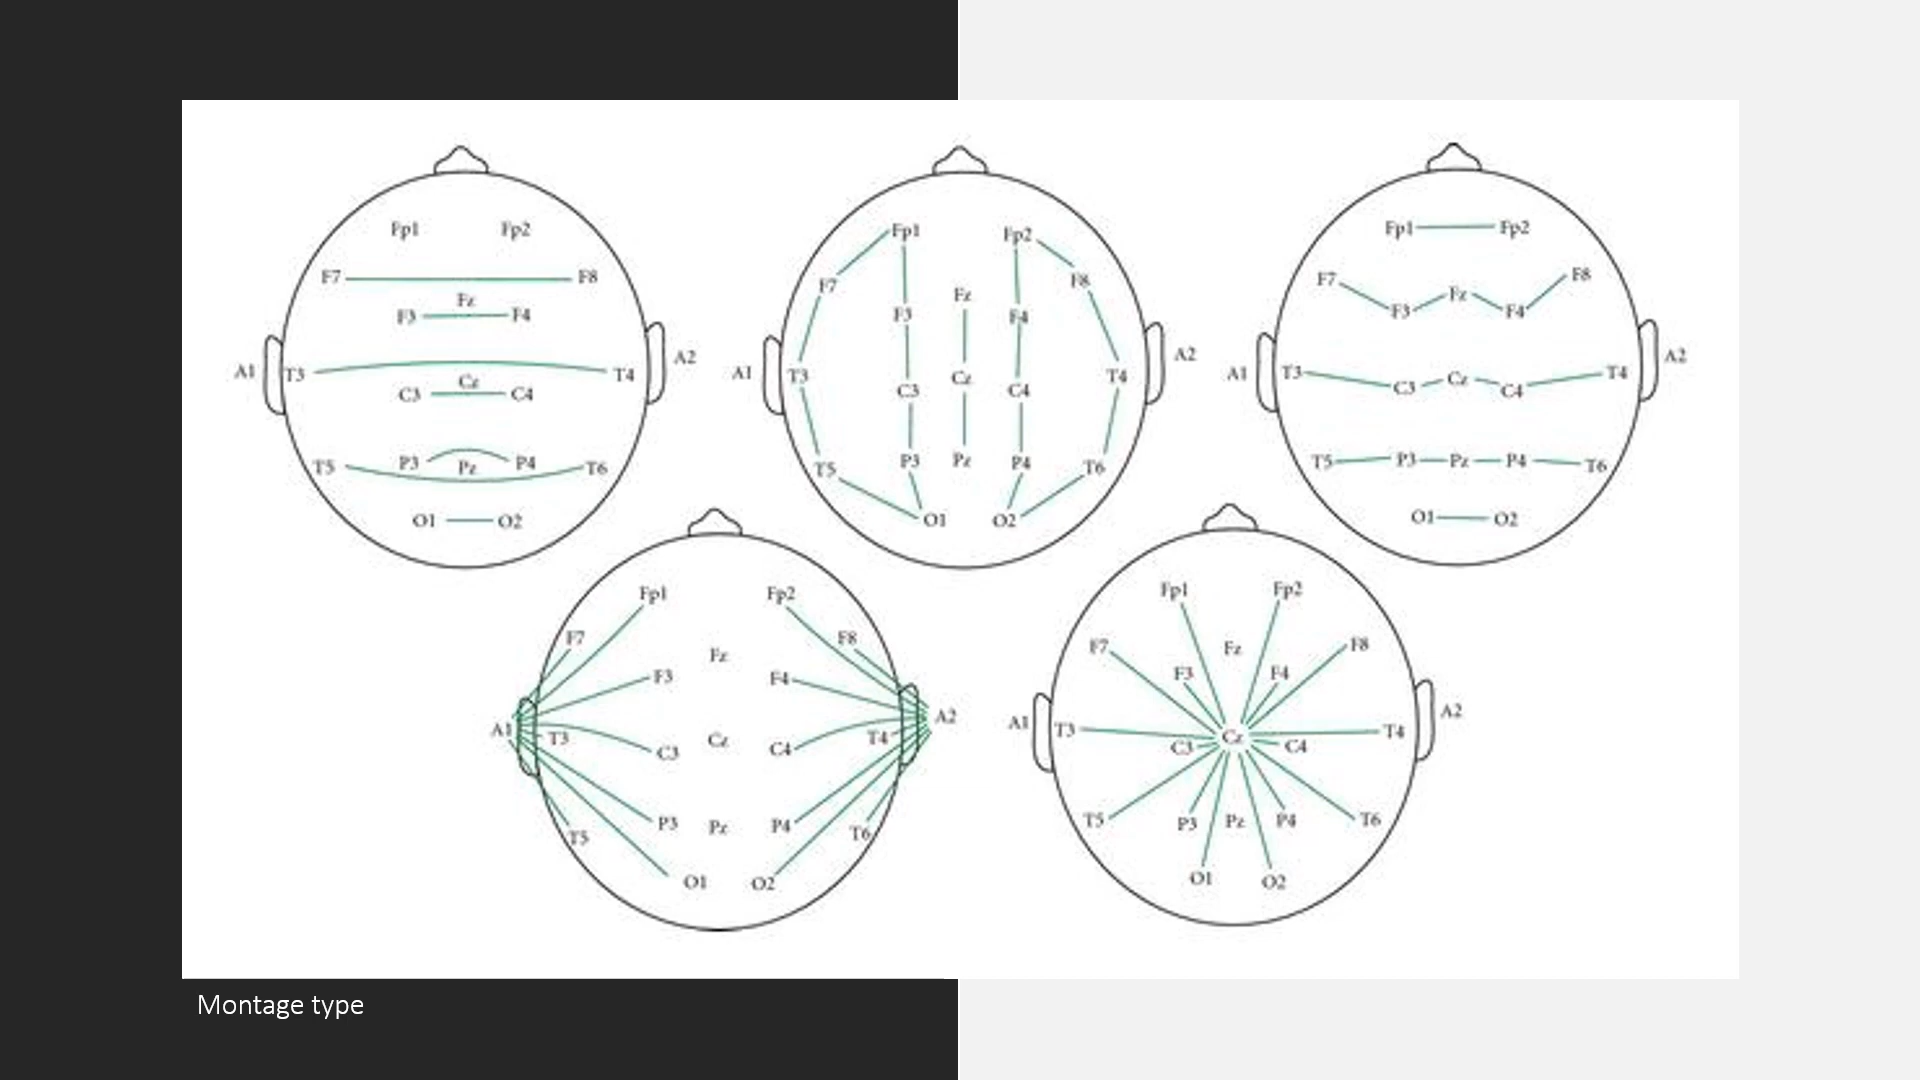 Fp1 Fp2
F7 F8
Fz
F3 F4
A1 T3 T4 A2
Cz
C3 C4
T5 P3 Pz P4 T6
O1 O2
Fp1 Fp2
F7 F8
Fz
F3 F4
A1 T3 Cz T4 A2
C3 C4
T5 P3 Pz P4 T6
O1 O2
Fp1 Fp2
F7 F8
F3 Fz F4
A1 T3 C3 Cz C4 T4 A2
T5 P3 Pz P4 T6
O1 O2
Fp1 Fp2
F7 F8
Fz
F3 F4
A1 T3 Cz T4 A2
C3 C4
T5 P3 Pz P4 T6
O1 O2
Fp1 Fp2
F7 F8
Fz
F3 F4
A1 T3 Cz T4 A2
C3 C4
T5 P3 Pz P4 T6
O1 O2
Montage type